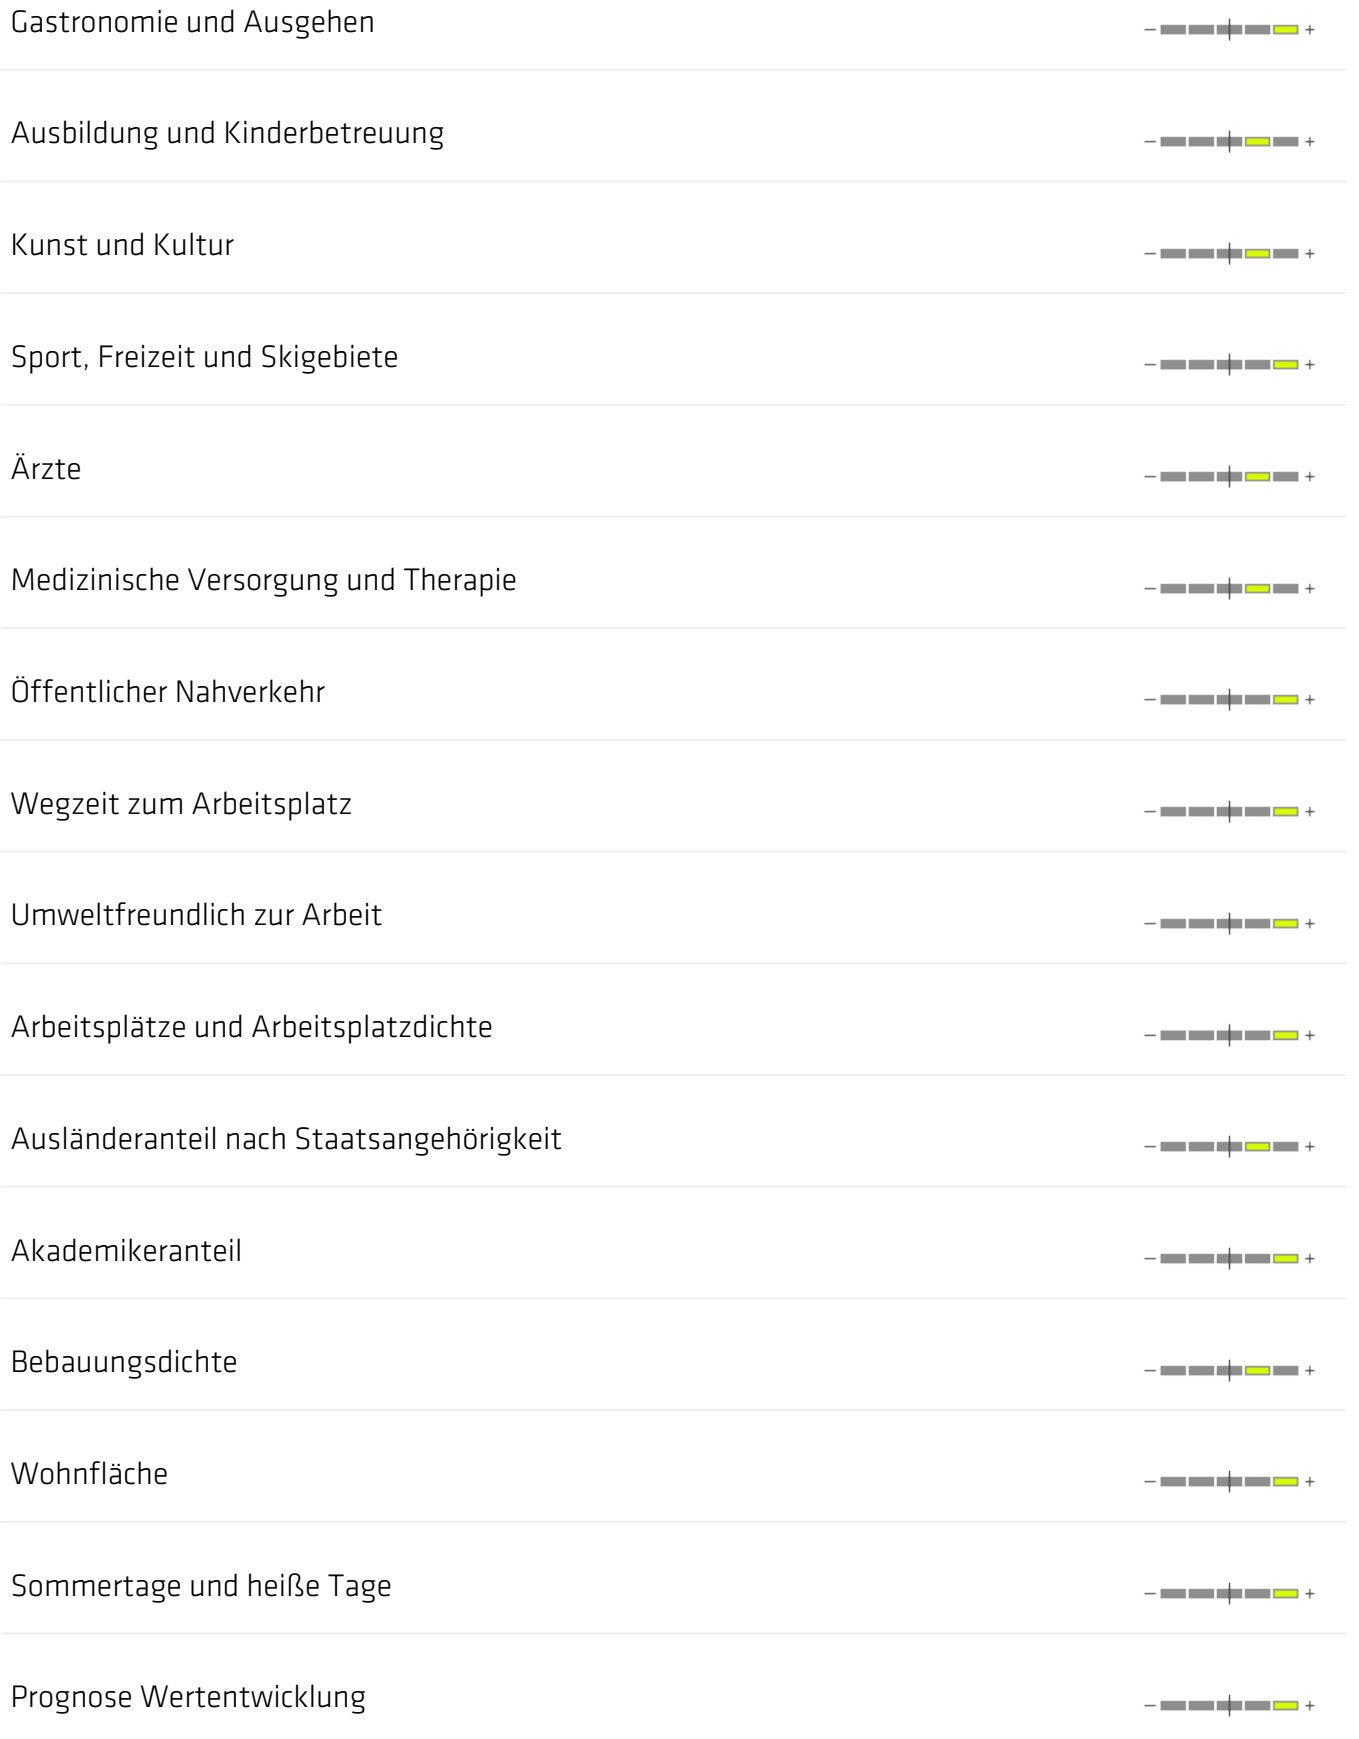 Gastronomie und Ausgehen – +
Ausbildung und Kinderbetreuung – +
Kunst und Kultur – +
Sport, Freizeit und Skigebiete – +
Ärzte – +
Medizinische Versorgung und Therapie – +
Öffentlicher Nahverkehr – +
Wegzeit zum Arbeitsplatz – +
Umweltfreundlich zur Arbeit – +
Arbeitsplätze und Arbeitsplatzdichte – +
Ausländeranteil nach Staatsangehörigkeit – +
Akademikeranteil – +
Bebauungsdichte – +
Wohnfläche – +
Sommertage und heiße Tage – +
Prognose Wertentwicklung – +